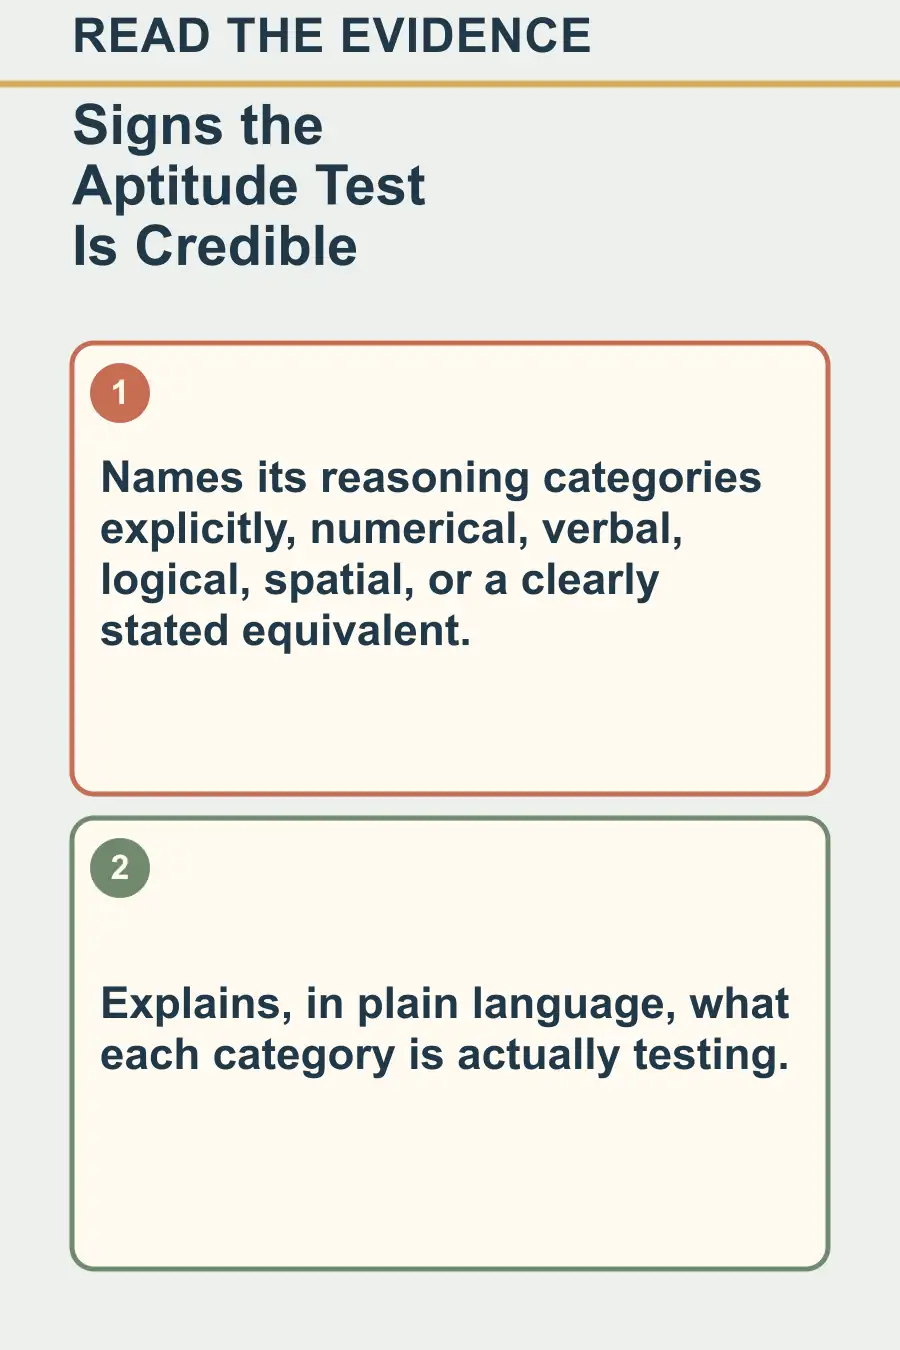 READ THE EVIDENCE
Signs the
Aptitude Test
Is Credible
1
Names its reasoning categories
explicitly, numerical, verbal,
logical, spatial, or a clearly
stated equivalent.
2
Explains, in plain language, what
each category is actually testing.